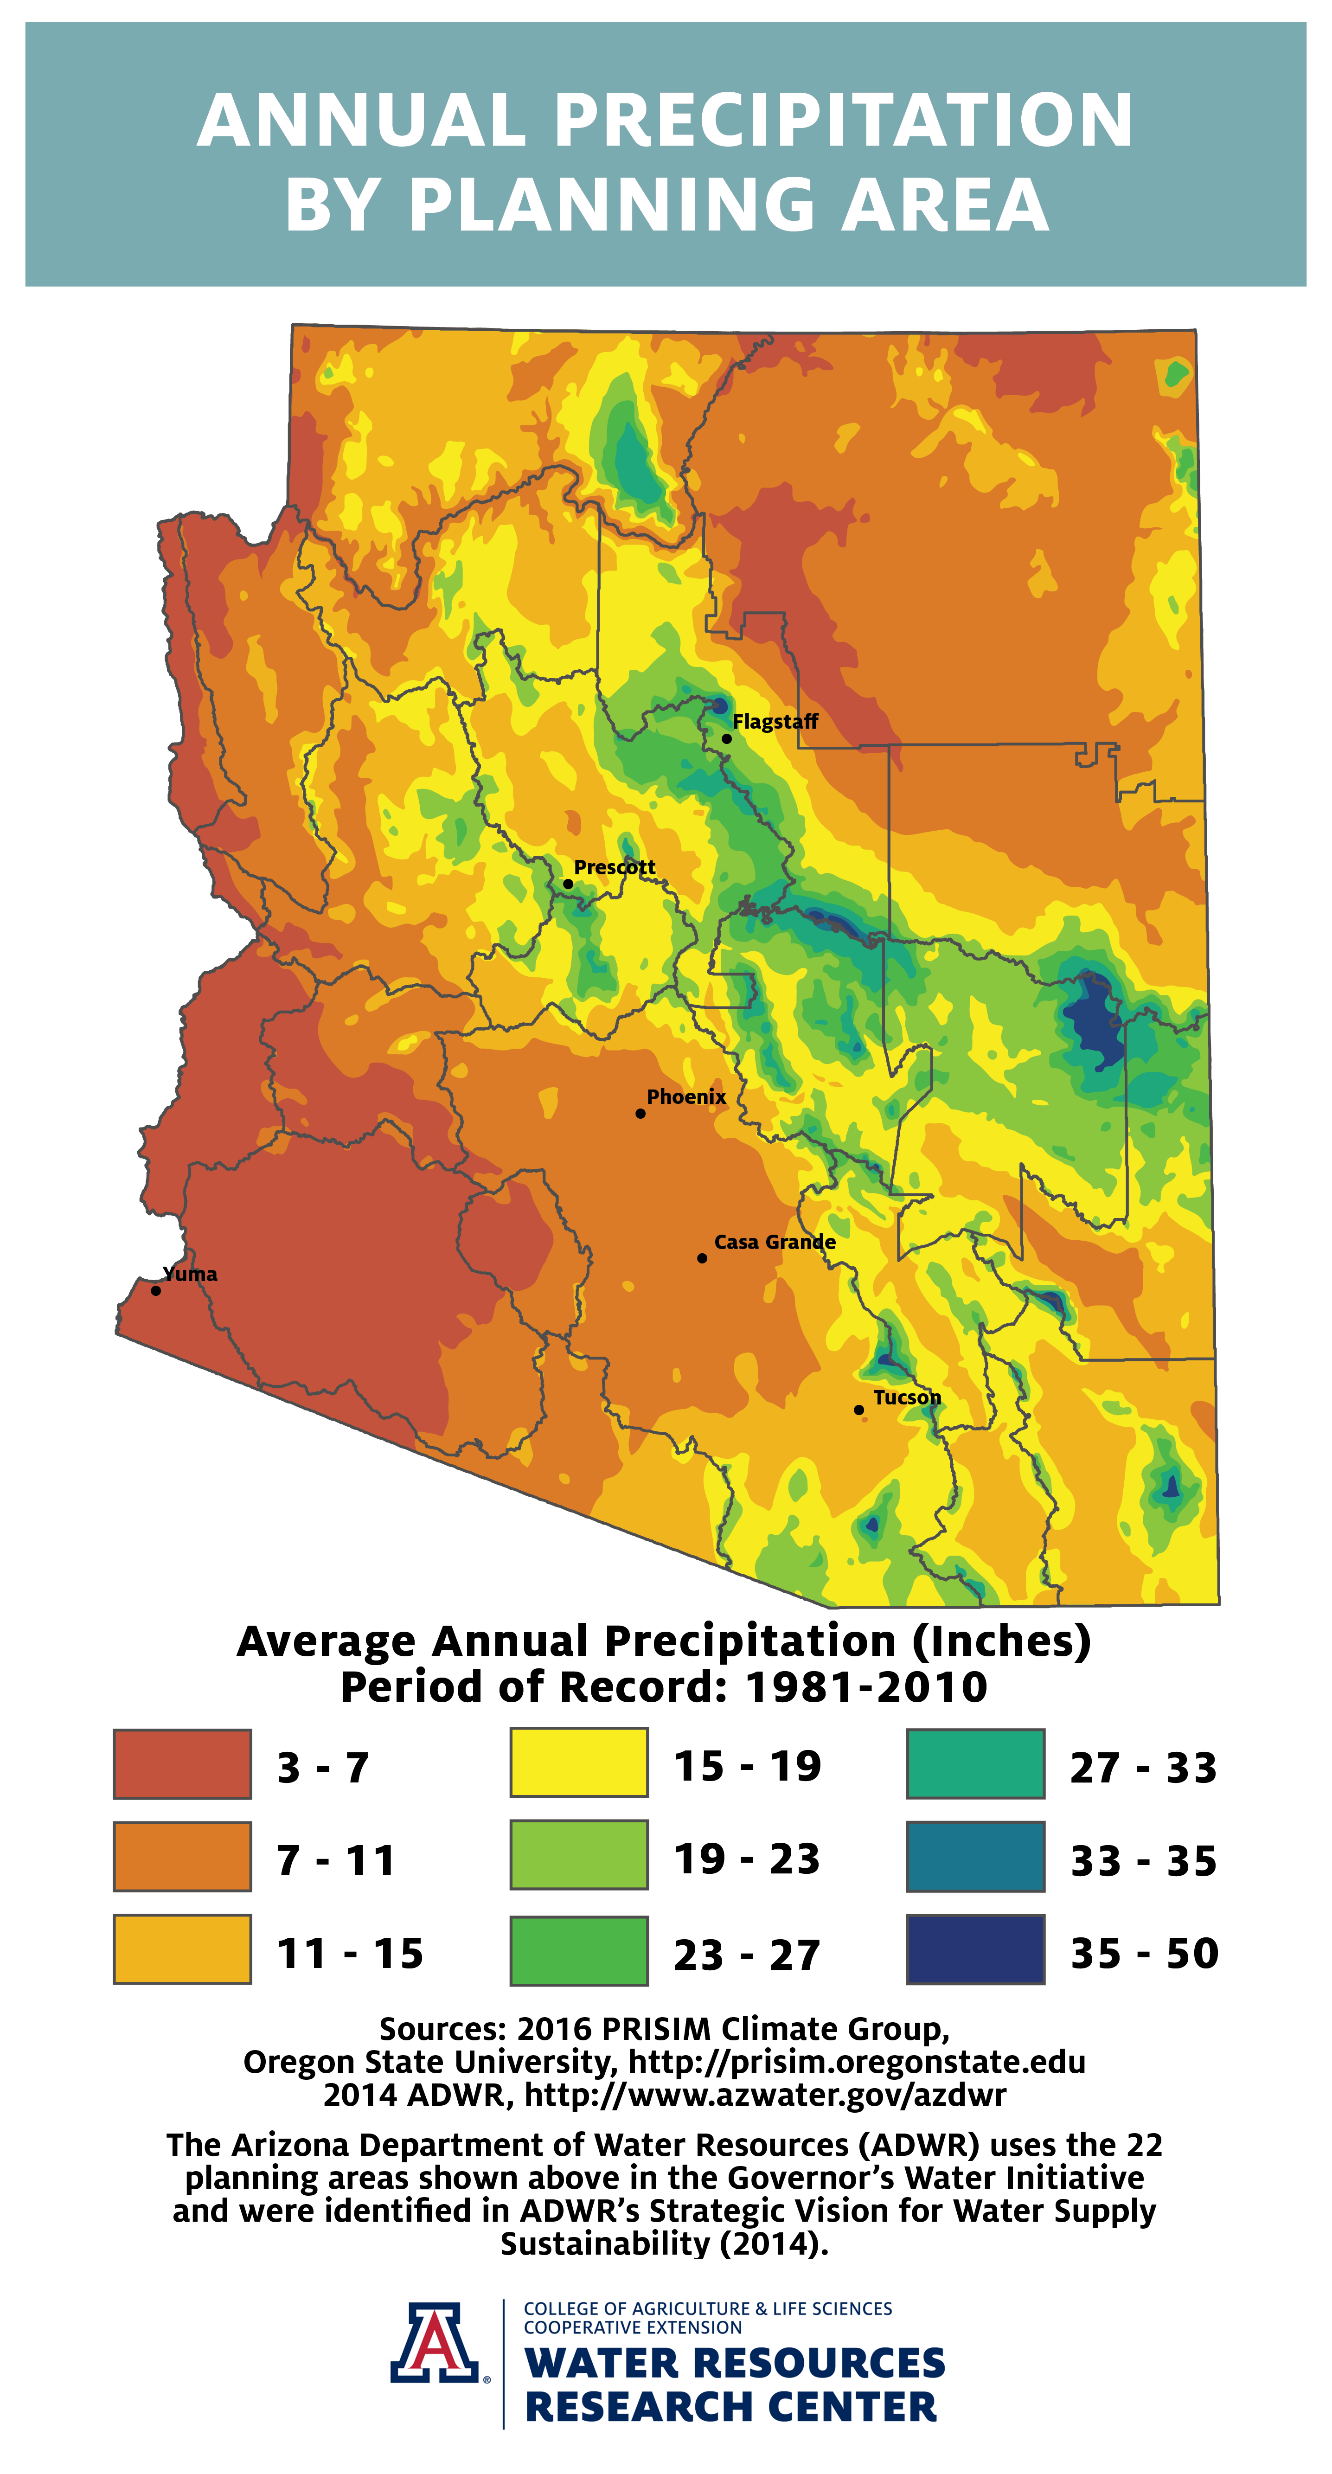 ANNUAL PRECIPITATION
BY PLANNING AREA
Flagstaff
Prescott
Phoenix
Casa Grande
Yuma
Tucson
Average Annual Precipitation (Inches)
Period of Record: 1981-2010
3 - 7
15 - 19
27 - 33
7 - 11
19 - 23
33 - 35
11 - 15
23 - 27
35 - 50
Sources: 2016 PRISIM Climate Group,
Oregon State University, http://prisim.oregonstate.edu
2014 ADWR, http://www.azwater.gov/azdwr
The Arizona Department of Water Resources (ADWR) uses the 22
planning areas shown above in the Governor's Water Initiative
and were identified in ADWR's Strategic Vision for Water Supply
Sustainability (2014).
A®
COLLEGE OF AGRICULTURE & LIFE SCIENCES
COOPERATIVE EXTENSION
WATER RESOURCES
RESEARCH CENTER